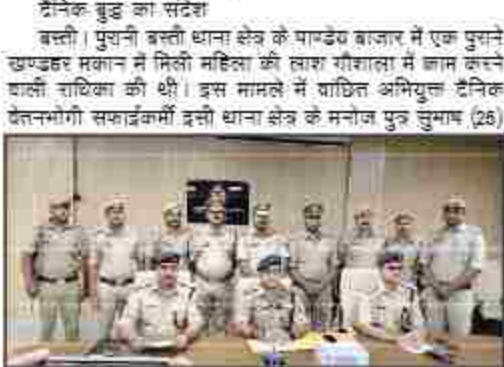 दैनिक बुद्ध का संदेश
बस्ती। पुरानी बस्ती थाना क्षेत्र के पाण्डेय बाजार में एक पुराने
खण्डहर मकान में मिली महिला की लाश गौशाला में काम करने
वाली राधिका की थी। इस मामले में वांछित अभियुक्त दैनिक
वेतनभोगी सफाईकर्मी इसी थाना क्षेत्र के मनोज पुत्र सुभाष (26)